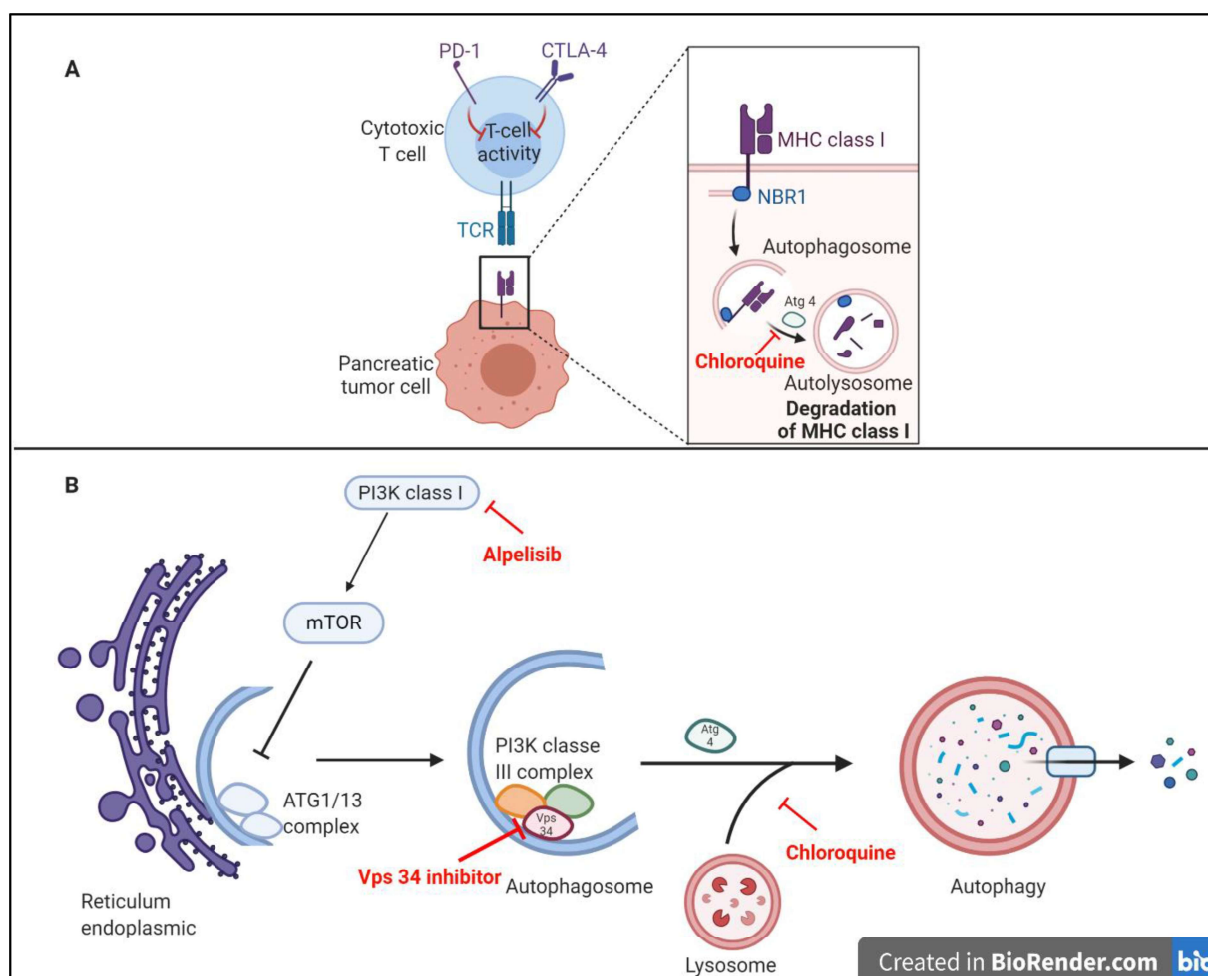 A
PD-1
CTLA-4
Cytotoxic
T cell
T-cell
activity
TCR
Pancreatic
tumor cell
MHC class I
NBR1
Autophagosome
Atg 4
Chloroquine
Autolysosome
Degradation
of MHC class I
B
PI3K class I
Alpelisib
mTOR
ATG1/13
complex
Reticulum
endoplasmic
PI3K classe
III complex
Vps
34
Vps 34 inhibitor
Autophagosome
Atg
4
Chloroquine
Lysosome
Autophagy
Created in BioRender.com
bio